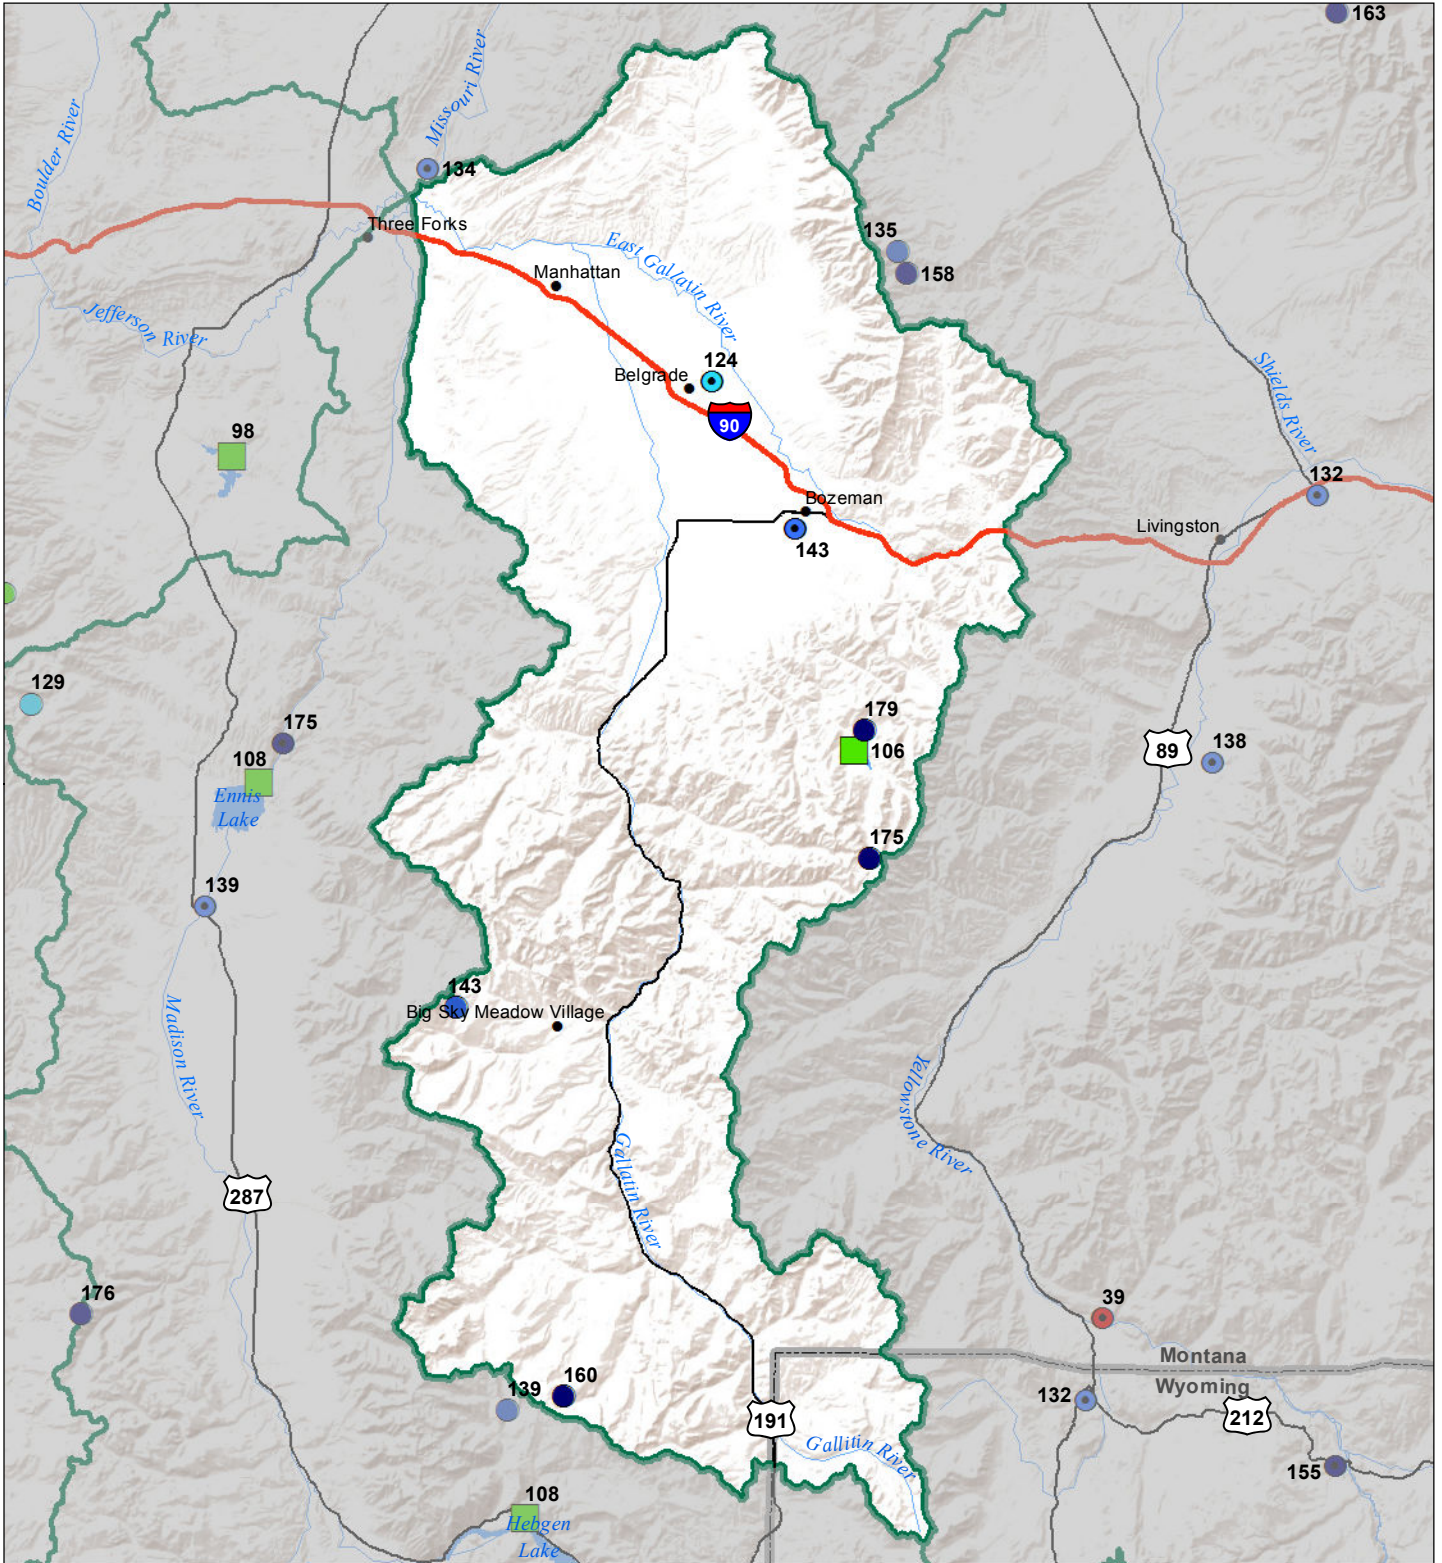 163
Missouri River
Boulder River
134
Three Forks
135
East Gallatin River
158
Manhattan
Jefferson River
124
Belgrade
Shields River
90
98
132
Bozeman
Livingston
143
129
179
175
106
89
138
108
Ennis
Lake
175
139
143
Big Sky Meadow Village
Madison River
Yellowstone River
Gallatin River
287
176
39
Montana
Wyoming
160
139
132
191
212
Gallitin River
155
108
Hebgen
Lake